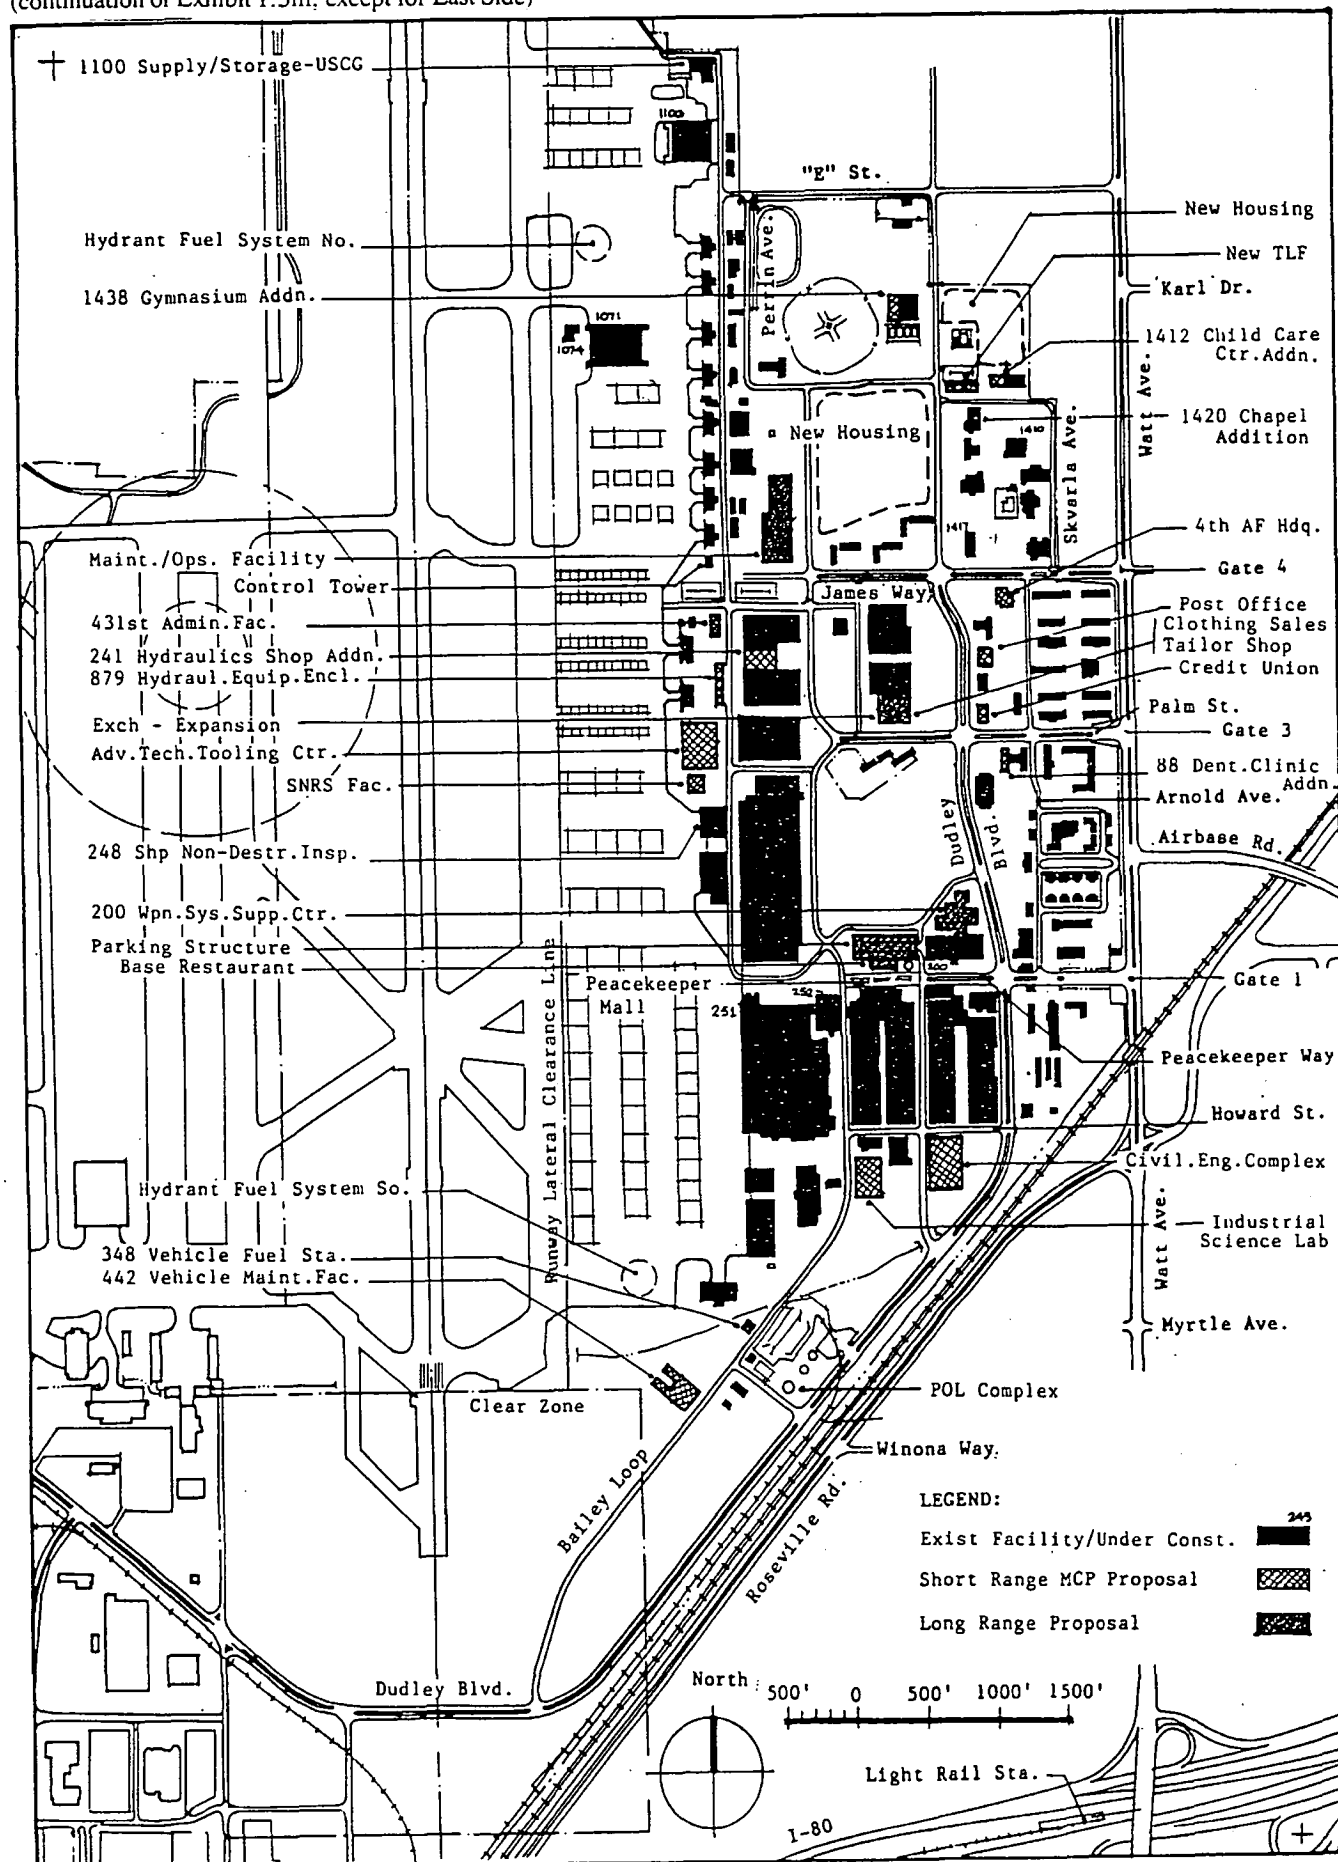 (continuation of Exhibit 1.3m, except for East Side)
1100 Supply/Storage-USCG
1100
"E" St.
New Housing
Perrin Ave.
Hydrant Fuel System No.
New TLF
1438 Gymnasium Addn.
Karl Dr.
1071
1074
1412 Child Care
Ctr.Addn.
Watt Ave.
New Housing
1420 Chapel
Addition
1410
Skvarla Ave.
1417
4th AF Hdq.
Maint./Ops. Facility
Gate 4
Control Tower
James Way
431st Admin.Fac.
Post Office
Clothing Sales
241 Hydraulics Shop Addn.
Tailor Shop
879 Hydraul.Equip.Encl.
Credit Union
Exch - Expansion
Palm St.
Gate 3
Adv.Tech.Tooling Ctr.
88 Dent.Clinic
Addn.
SNRS Fac.
Arnold Ave.
Dudley
Blvd.
Airbase Rd.
248 Shp Non-Destr.Insp.
200 Wpn.Sys.Supp.Ctr.
Parking Structure
Base Restaurant
200
Gate 1
Peacekeeper
Mall
252
251
Runway Lateral Clearance Line
Peacekeeper Way
Howard St.
Civil.Eng.Complex
Hydrant Fuel System So.
Industrial
Science Lab
Watt Ave.
348 Vehicle Fuel Sta.
442 Vehicle Maint.Fac.
Myrtle Ave.
POL Complex
Clear Zone
Winona Way.
Bailey Loop
Roseville Rd.
LEGEND:
243
Exist Facility/Under Const.
Short Range MCP Proposal
Long Range Proposal
Dudley Blvd.
North
500' 0 500' 1000' 1500'
Light Rail Sta.
I-80